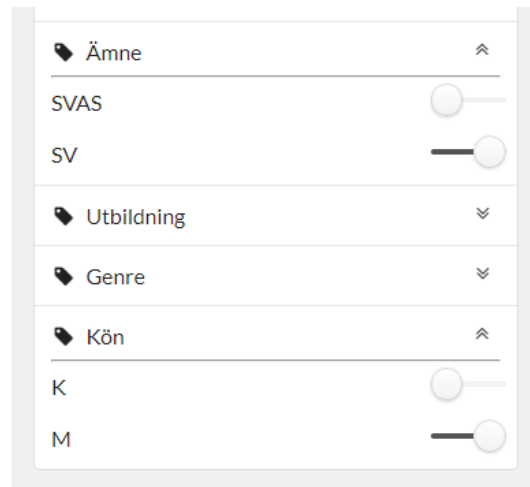 Ämne
SVAS
SV
Utbildning
Genre
Kön
K
M